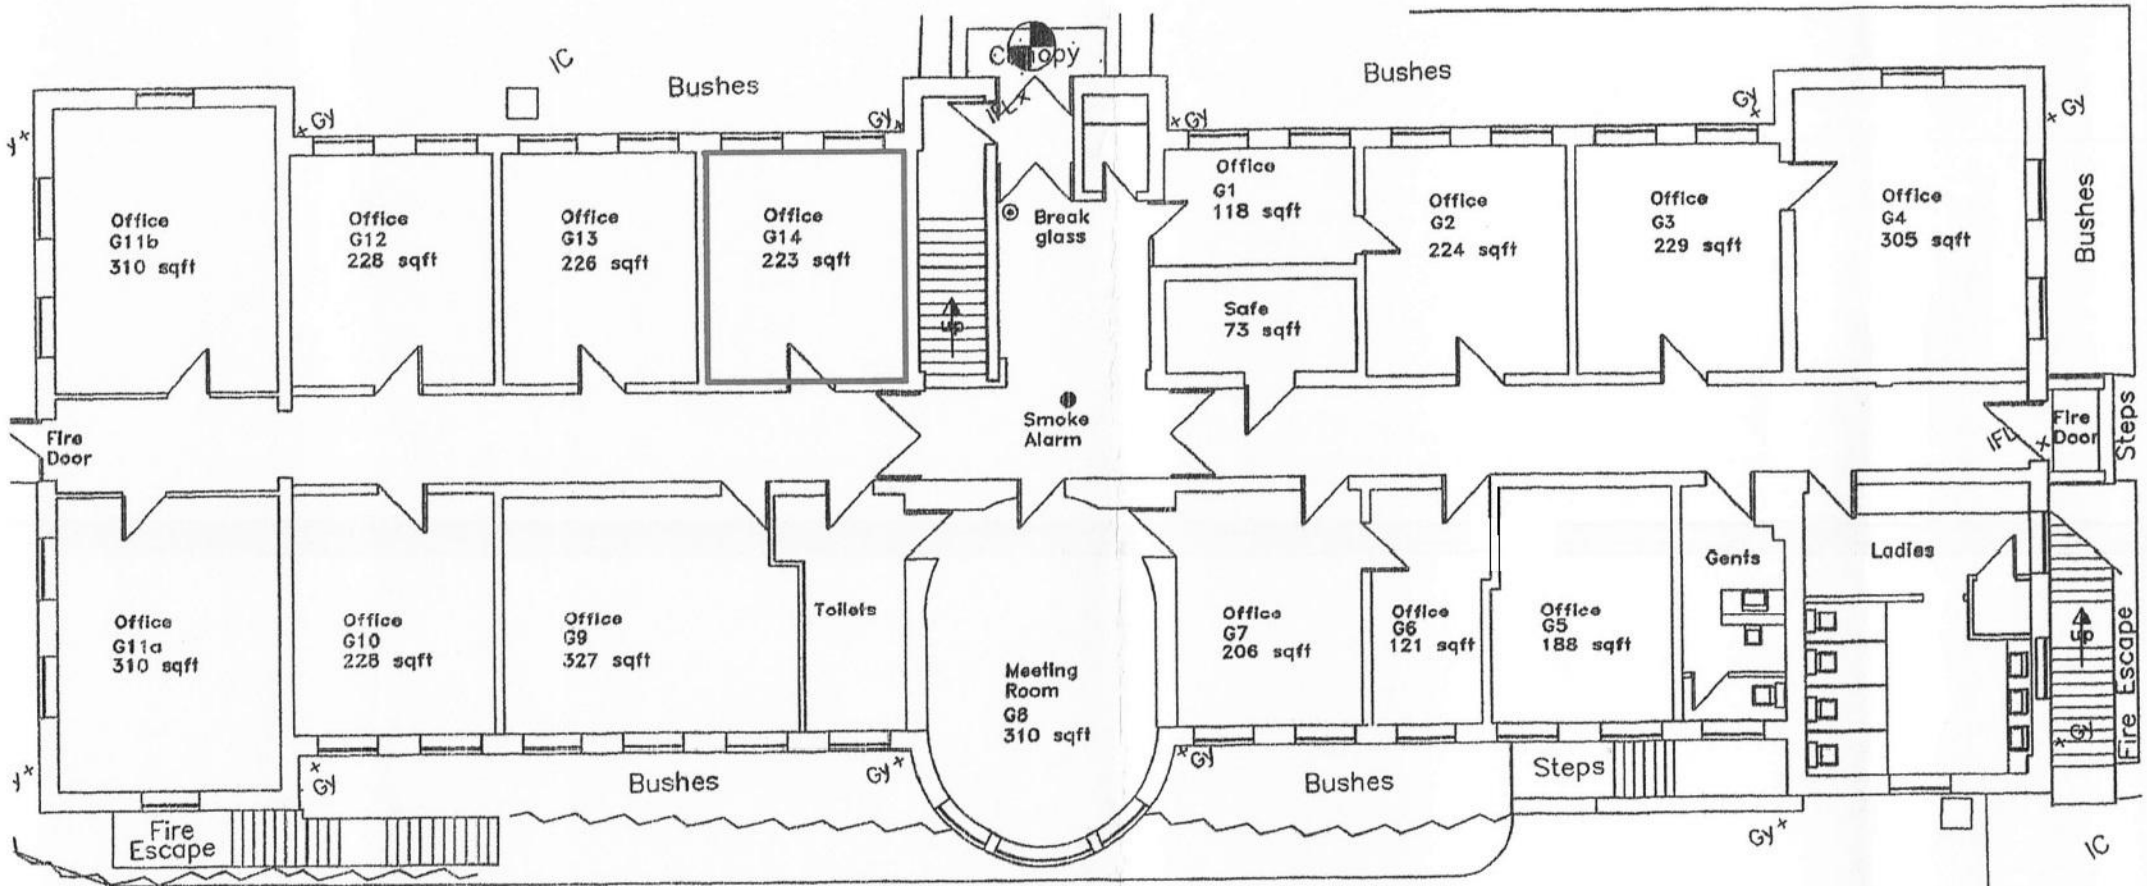 IC
Bushes
Canopy
Bushes
Gy
Gy
IFL
Gy
Gy
Gy
y
Office
G11b
310 sqft
Office
G12
228 sqft
Office
G13
226 sqft
Office
G14
223 sqft
up
Break
glass
Office
G1
118 sqft
Office
G2
224 sqft
Office
G3
229 sqft
Office
G4
305 sqft
Bushes
Safe
73 sqft
Smoke
Alarm
Fire
Door
IFL
Fire
Door
Steps
Office
G11a
310 sqft
Office
G10
228 sqft
Office
G9
327 sqft
Toilets
Meeting
Room
G8
310 sqft
Office
G7
206 sqft
Office
G6
121 sqft
Office
G5
188 sqft
Gents
Ladies
up
Fire Escape
Gy
y
Gy
Bushes
Gy
Gy
Bushes
Steps
Fire
Escape
Gy
IC